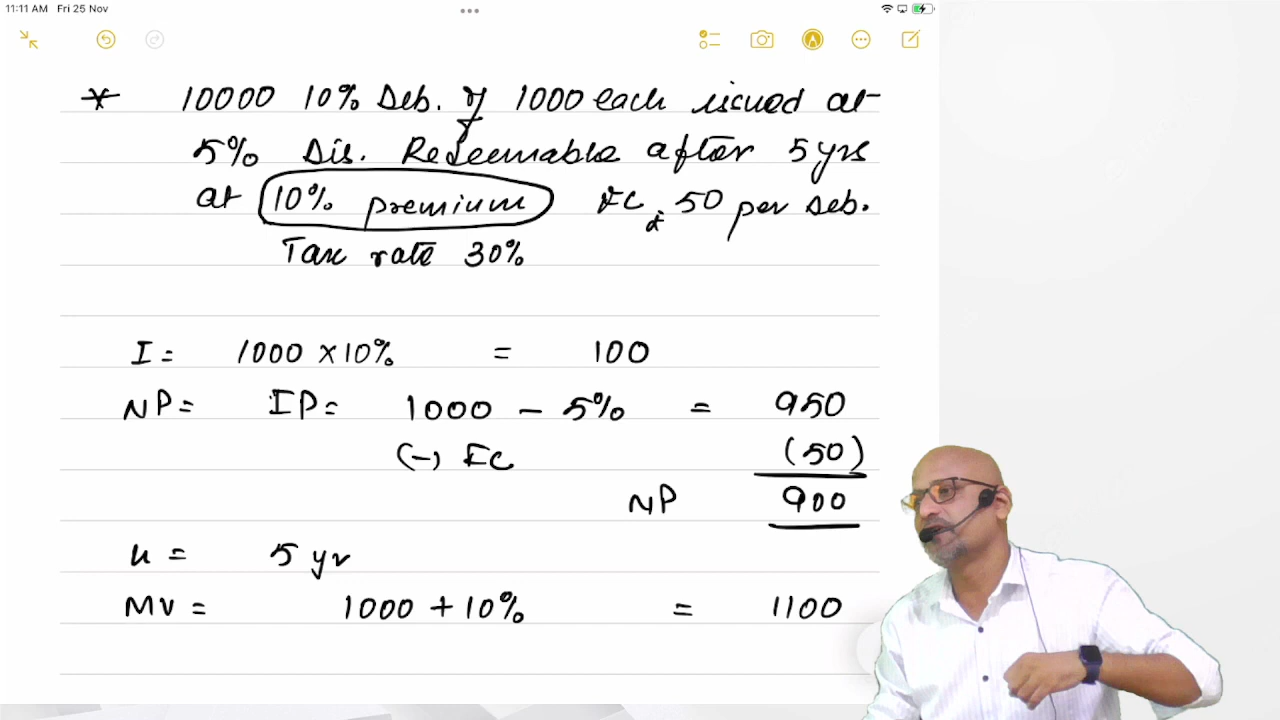 11:11 AM Fri 25 Nov
* 10000 10% Deb. of 1000 each issued at
5% Dis. Redeemable after 5 yrs
at 10% premium FC ₹ 50 per deb.
Tax rate 30%
I = 1000 × 10% = 100
NP = IP = 1000 - 5% = 950
(-) FC (50)
NP 900
n = 5 yr
MV = 1000 + 10% = 1100